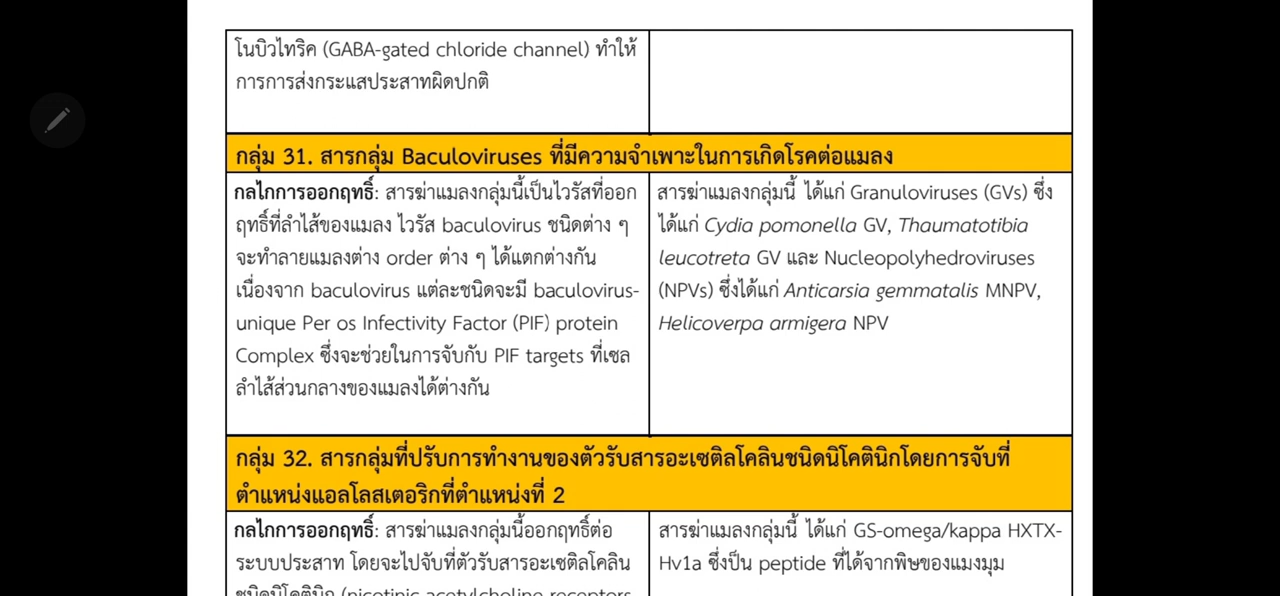 โนบิวไทริค (GABA-gated chloride channel) ทำให้
การการส่งกระแสประสาทผิดปกติ
กลุ่ม 31. สารกลุ่ม Baculoviruses ที่มีความจำเพาะในการเกิดโรคต่อแมลง
กลไกการออกฤทธิ์: สารฆ่าแมลงกลุ่มนี้เป็นไวรัสที่ออก
ฤทธิ์ที่ลำไส้ของแมลง ไวรัส baculovirus ชนิดต่าง ๆ
จะทำลายแมลงต่าง order ต่าง ๆ ได้แตกต่างกัน
เนื่องจาก baculovirus แต่ละชนิดจะมี baculovirus-
unique Per os Infectivity Factor (PIF) protein
Complex ซึ่งจะช่วยในการจับกับ PIF targets ที่เซล
ลำไส้ส่วนกลางของแมลงได้ต่างกัน
สารฆ่าแมลงกลุ่มนี้ ได้แก่ Granuloviruses (GVs) ซึ่ง
ได้แก่ Cydia pomonella GV, Thaumatotibia
leucotreta GV และ Nucleopolyhedroviruses
(NPVs) ซึ่งได้แก่ Anticarsia gemmatalis MNPV,
Helicoverpa armigera NPV
กลุ่ม 32. สารกลุ่มที่ปรับการทำงานของตัวรับสารอะเซติลโคลินชนิดนิโคตินิกโดยการจับที่
ตำแหน่งแอลโลสเตอริกที่ตำแหน่งที่ 2
กลไกการออกฤทธิ์: สารฆ่าแมลงกลุ่มนี้ออกฤทธิ์ต่อ
ระบบประสาท โดยจะไปจับที่ตัวรับสารอะเซติลโคลิน
ชนิดนิโคตินิก (nicotinic acetylcholine receptors
สารฆ่าแมลงกลุ่มนี้ ได้แก่ GS-omega/kappa HXTX-
Hv1a ซึ่งป็น peptide ที่ได้จากพิษของแมงมุม